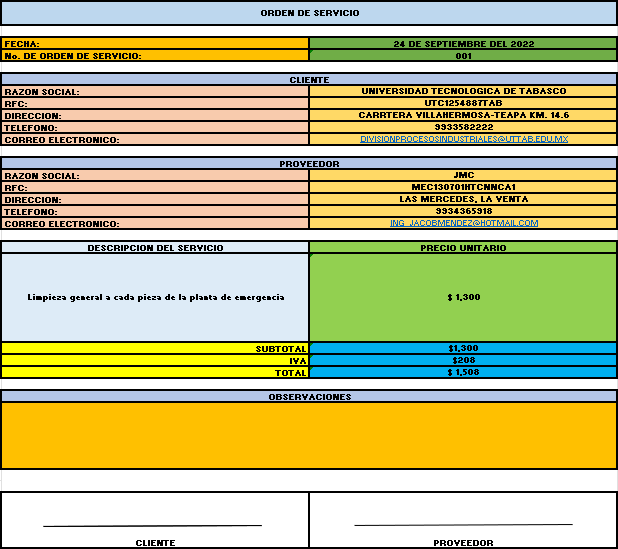 ORDEN DE SERVICIO
FECHA: 24 DE SEPTIEMBRE DEL 2022
No. DE ORDEN DE SERVICIO: 001
CLIENTE
RAZON SOCIAL: UNIVERSIDAD TECNOLOGICA DE TABASCO
RFC: UTC1254887TAB
DIRECCION: CARRTERA VILLAHERMOSA-TEAPA KM. 14.6
TELEFONO: 9933582222
CORREO ELECTRONICO: DIVISIONPROCESOSINDUSTRIALES@UTTAB.EDU.MX
PROVEEDOR
RAZON SOCIAL: JMC
RFC: MEC130701HTCNNCA1
DIRECCION: LAS MERCEDES, LA VENTA
TELEFONO: 9934365918
CORREO ELECTRONICO: ING_JACOBMENDEZ@HOTMAIL.COM
DESCRIPCION DEL SERVICIO PRECIO UNITARIO
Limpieza general a cada pieza de la planta de emergencia $ 1,300
SUBTOTAL $1,300
IVA $208
TOTAL $ 1,508
OBSERVACIONES
CLIENTE PROVEEDOR